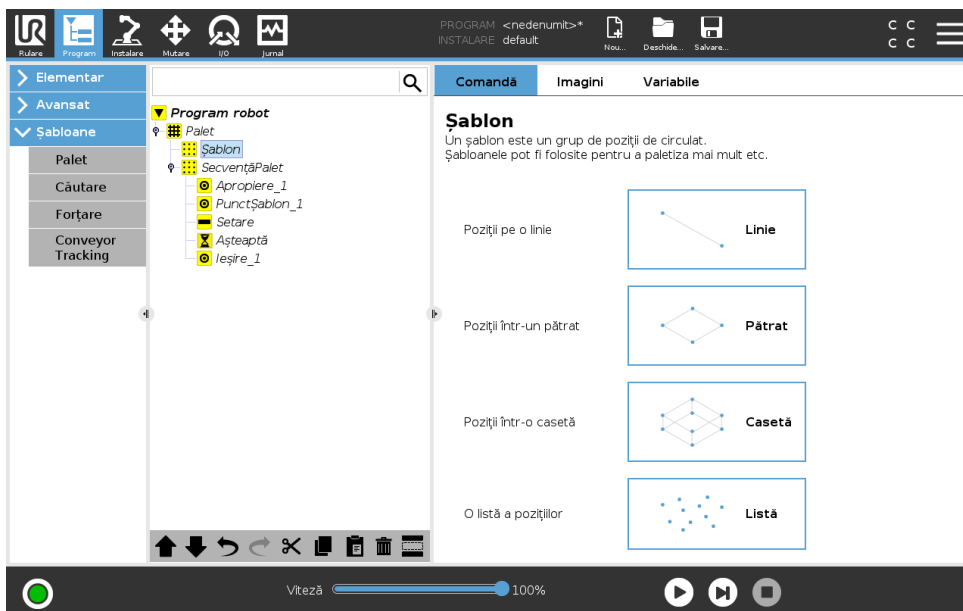 UR
Rulare
Program
Instalare
Mutare
I/O
Jurnal
PROGRAM <nedenumit>*
INSTALARE default
Nou...
Deschide...
Salvare...
C C
C C
Elementar
Avansat
Șabloane
Palet
Căutare
Forțare
Conveyor
Tracking
Program robot
Palet
Șablon
SecvențăPalet
Apropiere_1
PunctȘablon_1
Setare
Așteaptă
Ieșire_1
Comandă
Imagini
Variabile
Șablon
Un șablon este un grup de poziții de circulat.
Șabloanele pot fi folosite pentru a paletiza mai mult etc.
Poziții pe o linie
Linie
Poziții într-un pătrat
Pătrat
Poziții într-o casetă
Casetă
O listă a pozițiilor
Listă
Viteză
100%